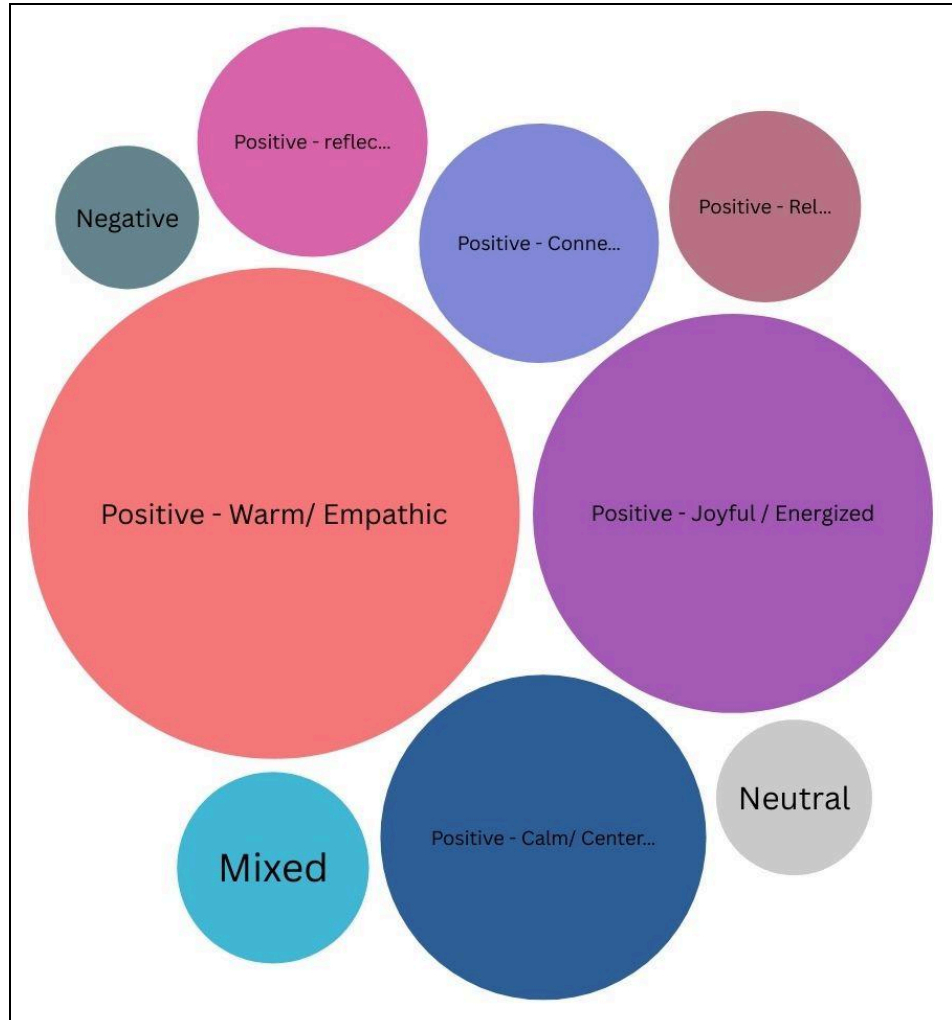 Positive - reflec...
Positive - Rel...
Negative
Positive - Conne...
Positive - Warm/ Empathic
Positive - Joyful / Energized
Neutral
Positive - Calm/ Center...
Mixed